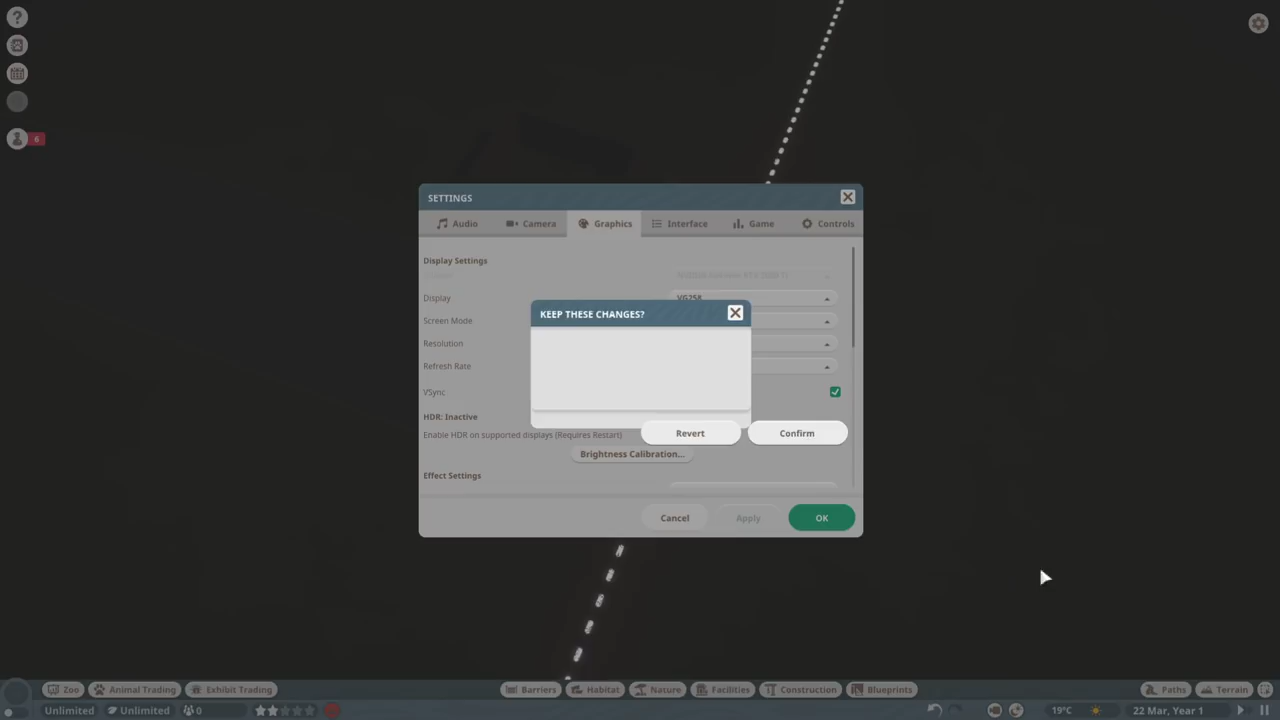 6
SETTINGS
Audio Camera Graphics Interface Game Controls
Display Settings
Display VG258
KEEP THESE CHANGES?
Screen Mode
Resolution
Refresh Rate
VSync
HDR: Inactive
Enable HDR on supported displays (Requires Restart)
Revert Confirm
Brightness Calibration...
Effect Settings
Cancel Apply OK
Zoo Animal Trading Exhibit Trading Barriers Habitat Nature Facilities Construction Blueprints Paths Terrain
Unlimited Unlimited 0 19°C 22 Mar, Year 1